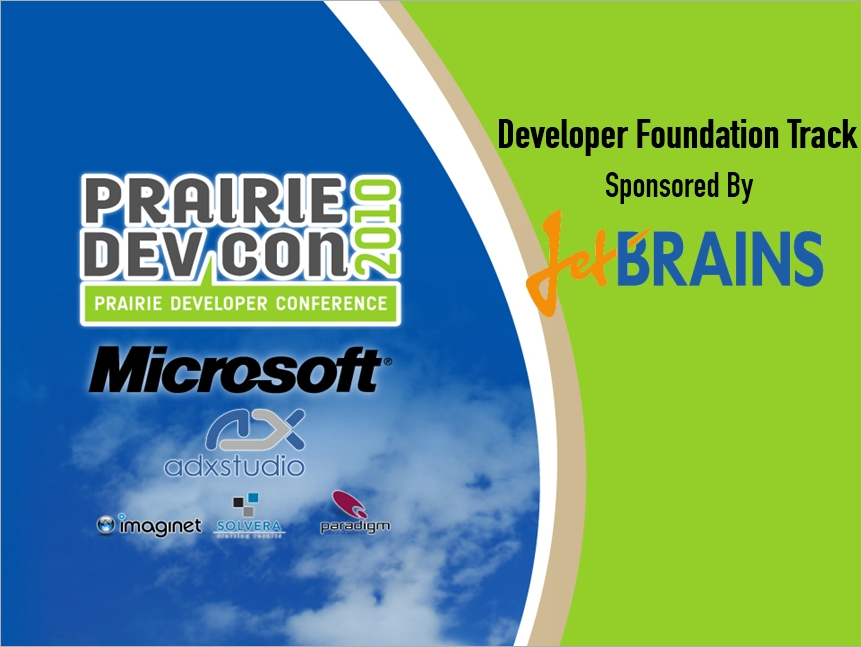 PRAIRIE
DEV CON
2010
PRAIRIE DEVELOPER CONFERENCE
Microsoft®
adxstudio
imaginet
SOLVERA
paradigm
Developer Foundation Track
Sponsored By
JetBRAINS